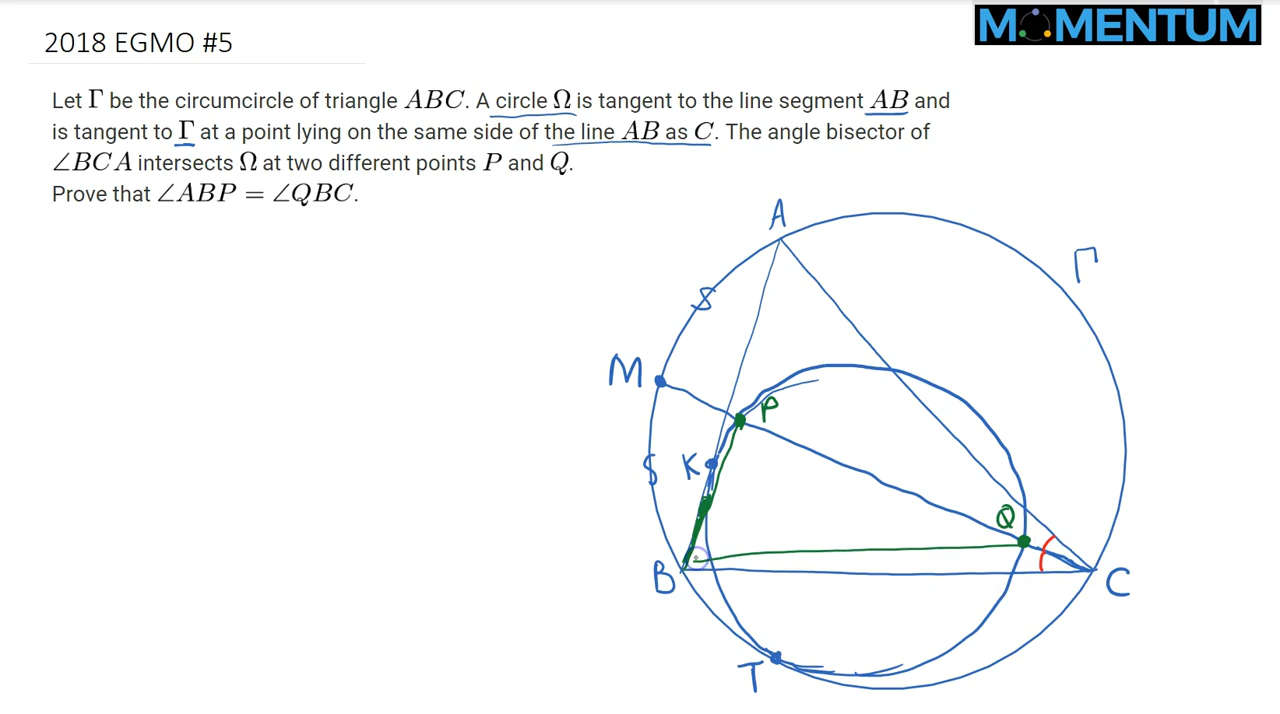 MOMENTUM
2018 EGMO #5
Let Γ be the circumcircle of triangle ABC. A circle Ω is tangent to the line segment AB and
is tangent to Γ at a point lying on the same side of the line AB as C. The angle bisector of
∠BCA intersects Ω at two different points P and Q.
Prove that ∠ABP = ∠QBC.
A
Γ
S
M
P
S
K
Q
B
C
T